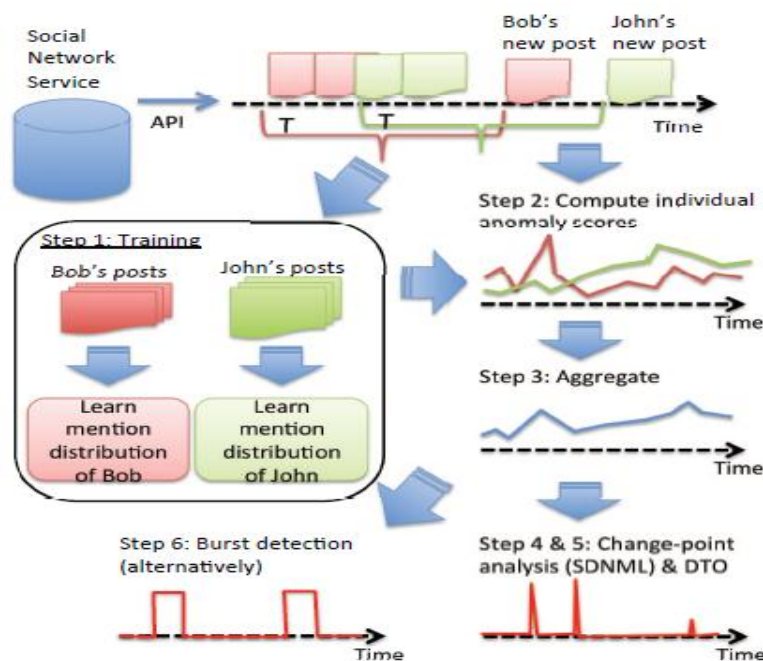 Social
Network
Service
API
Bob's
new post
John's
new post
T
T
Time
Step 1: Training
Bob's posts
John's posts
Learn
mention
distribution
of Bob
Learn
mention
distribution
of John
Step 2: Compute individual
anomaly scores
Time
Step 3: Aggregate
Time
Step 4 & 5: Change-point
analysis (SDNML) & DTO
Time
Step 6: Burst detection
(alternatively)
Time